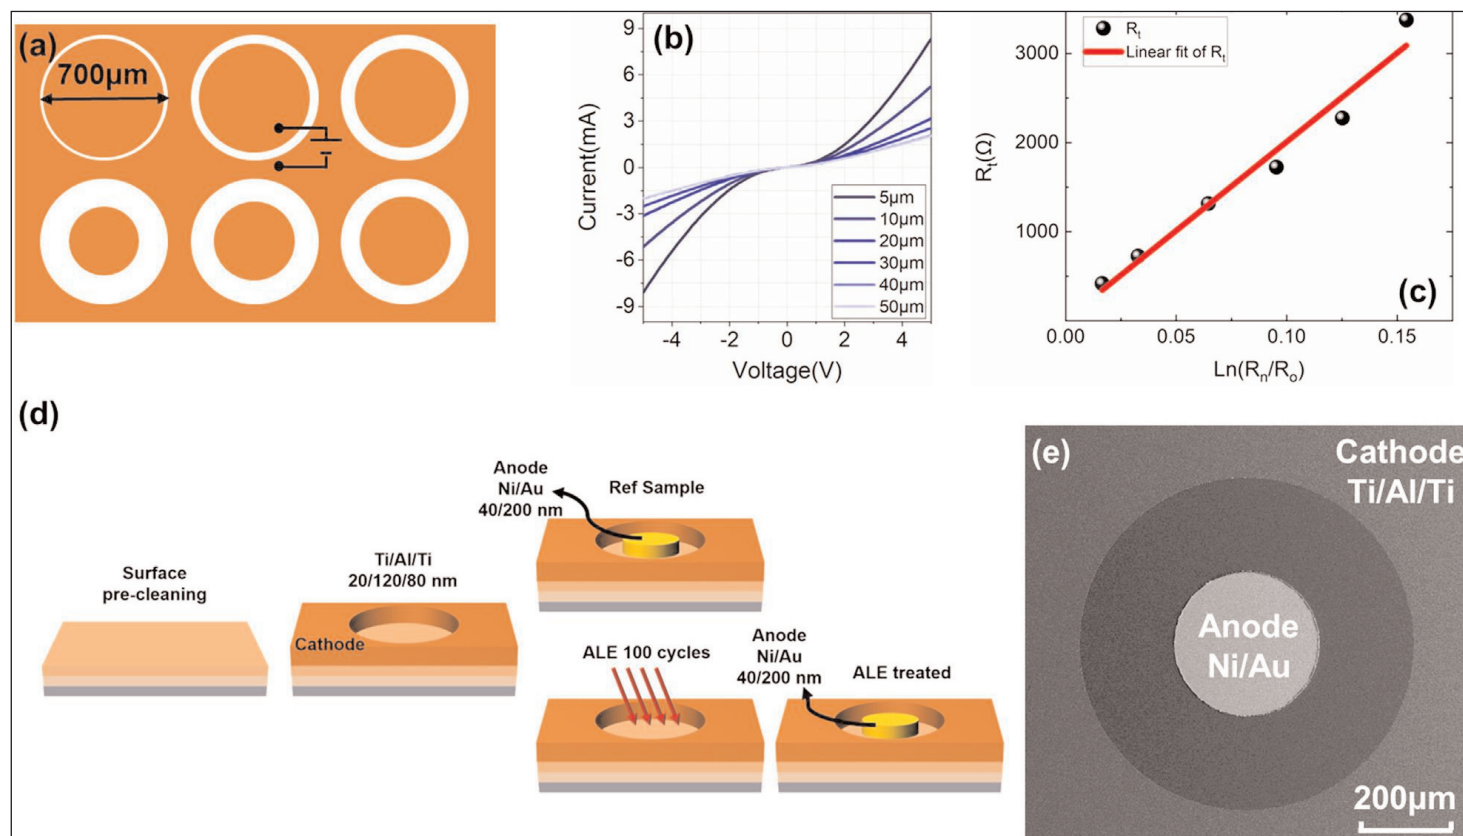 (a)
700µm
(b)
Current(mA)
9
6
3
0
-3
-6
-9
-4
-2
0
2
4
Voltage(V)
5µm
10µm
20µm
30µm
40µm
50µm
(c)
Rₜ
Linear fit of Rₜ
Rₜ(Ω)
3000
2000
1000
0.00
0.05
0.10
0.15
Ln(Rₙ/Rₒ)
(d)
Surface
pre-cleaning
Ti/Al/Ti
20/120/80 nm
Cathode
Anode
Ni/Au
40/200 nm
Ref Sample
ALE 100 cycles
Anode
Ni/Au
40/200 nm
ALE treated
(e)
Cathode
Ti/Al/Ti
Anode
Ni/Au
200µm